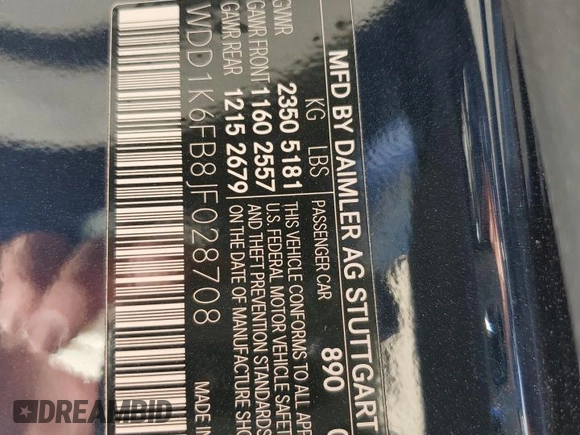 MFD BY DAIMLER AG STUTTGART
890
KG LBS PASSENGER CAR
GVWR 2350 5181 THIS VEHICLE CONFORMS TO ALL APP
GAWR FRONT 1160 2557 U.S. FEDERAL MOTOR VEHICLE SAFET
GAWR REAR 1215 2679 AND THEFT PREVENTION STANDARDS
ON THE DATE OF MANUFACTURE SHO
WDD1K6FB8JF028708
MADE IN
DREAMBID